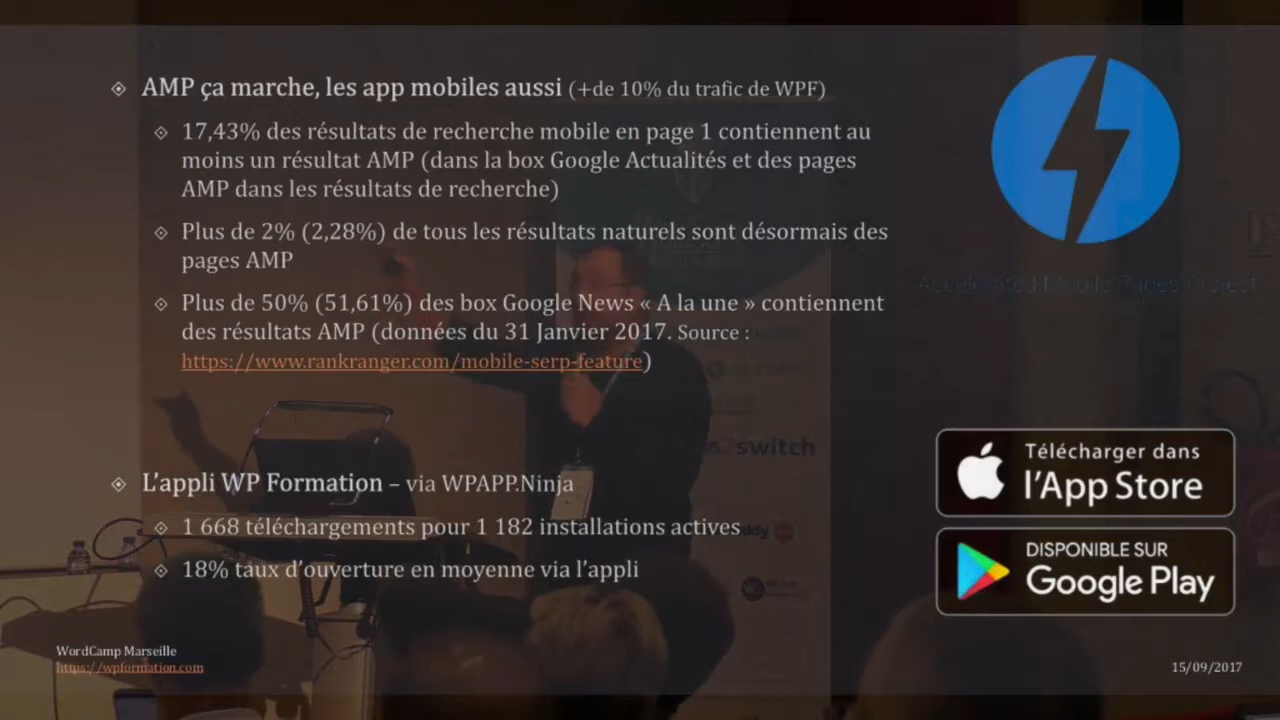 AMP ça marche, les app mobiles aussi (+de 10% du trafic de WPF)
17,43% des résultats de recherche mobile en page 1 contiennent au
moins un résultat AMP (dans la box Google Actualités et des pages
AMP dans les résultats de recherche)
Plus de 2% (2,28%) de tous les résultats naturels sont désormais des
pages AMP
Plus de 50% (51,61%) des box Google News « A la une » contiennent
des résultats AMP (données du 31 Janvier 2017. Source :
https://www.rankranger.com/mobile-serp-feature)
Accelerated Mobile Pages Project
switch
L'appli WP Formation – via WPAPP.Ninja
1 668 téléchargements pour 1 182 installations actives
18% taux d'ouverture en moyenne via l'appli
Télécharger dans
l'App Store
DISPONIBLE SUR
Google Play
WordCamp Marseille
https://wpformation.com
15/09/2017